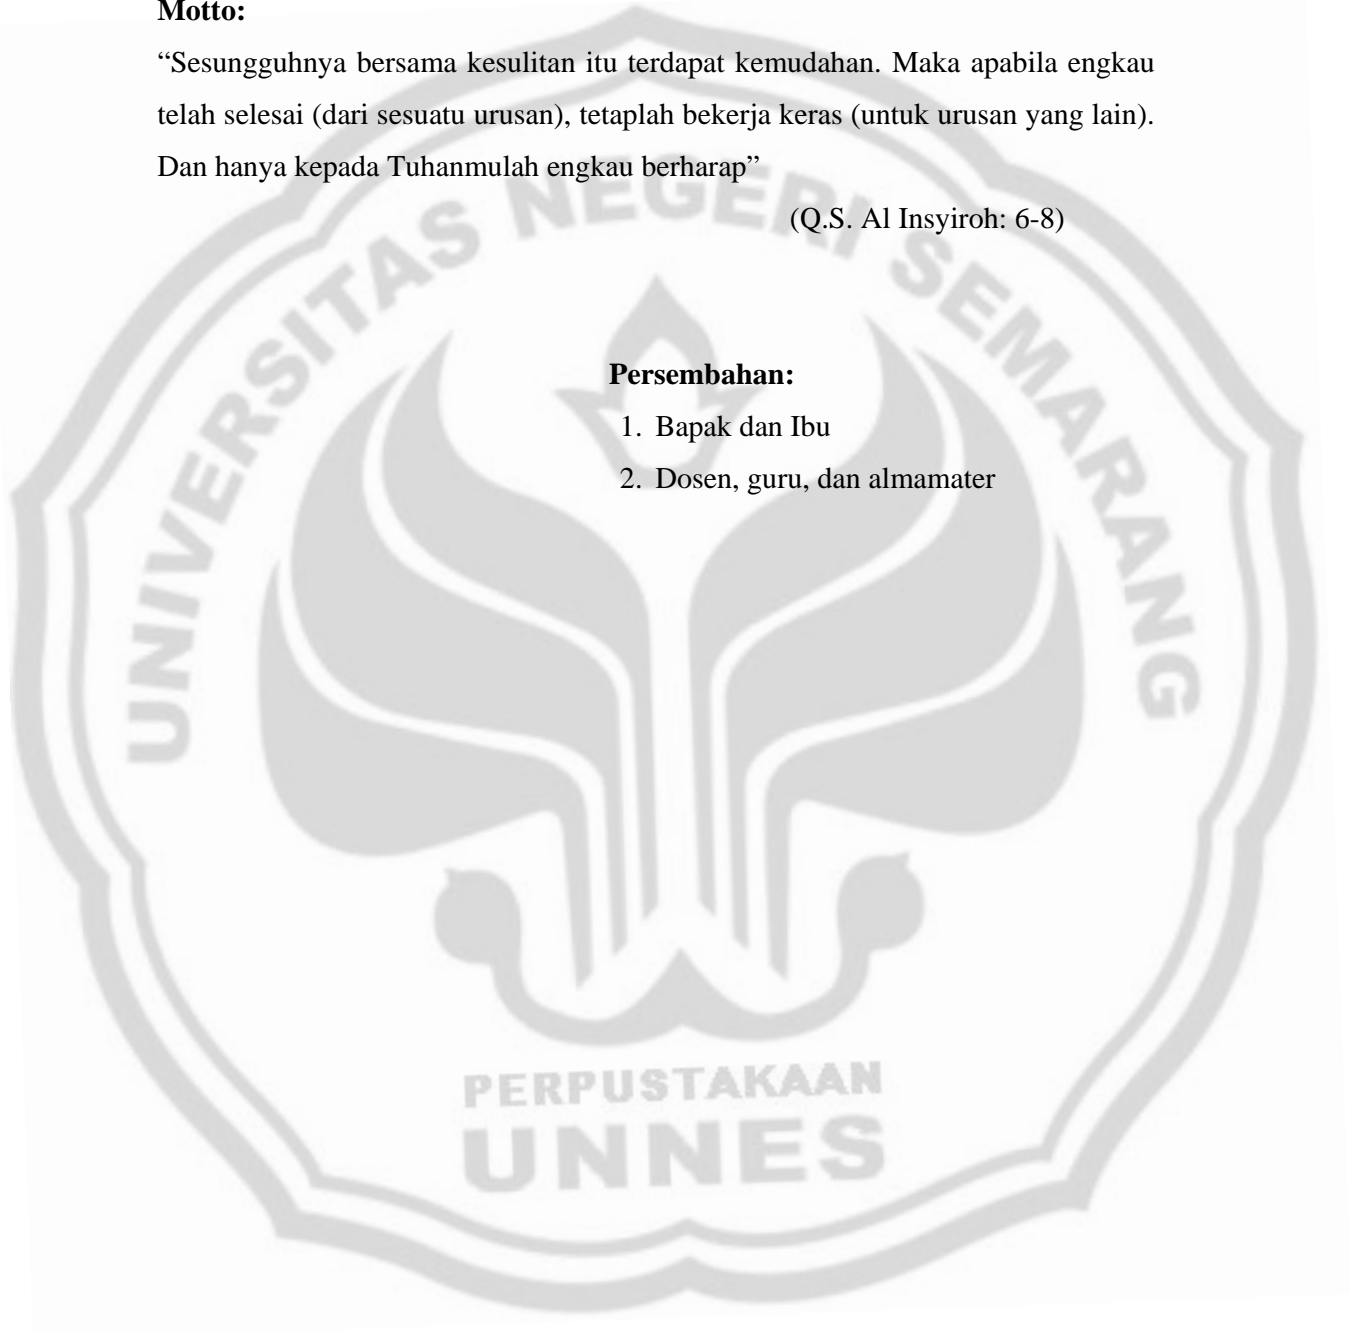 Motto:
“Sesungguhnya bersama kesulitan itu terdapat kemudahan. Maka apabila engkau
telah selesai (dari sesuatu urusan), tetaplah bekerja keras (untuk urusan yang lain).
Dan hanya kepada Tuhanmulah engkau berharap”
(Q.S. Al Insyiroh: 6-8)
UNIVERSITAS NEGERI SEMARANG
Persembahan:
1. Bapak dan Ibu
2. Dosen, guru, dan almamater
PERPUSTAKAAN
UNNES